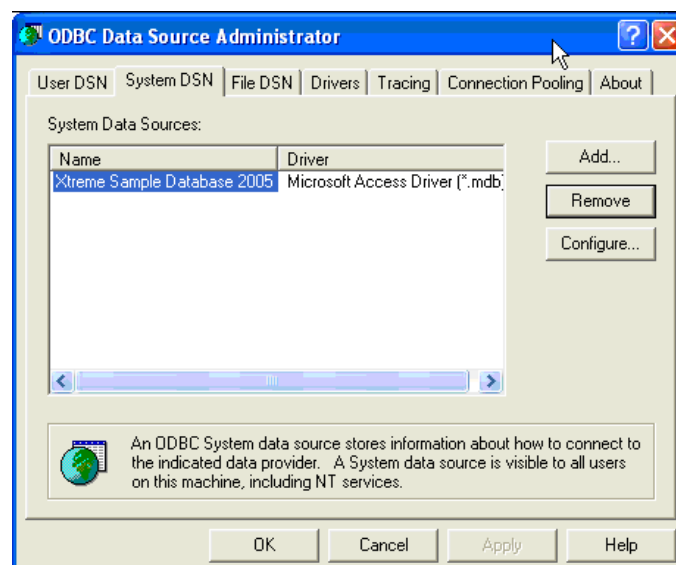 ODBC Data Source Administrator
User DSN System DSN File DSN Drivers Tracing Connection Pooling About
System Data Sources:
Name Driver
Xtreme Sample Database 2005 Microsoft Access Driver (*.mdb)
Add...
Remove
Configure...
An ODBC System data source stores information about how to connect to
the indicated data provider. A System data source is visible to all users
on this machine, including NT services.
OK Cancel Apply Help